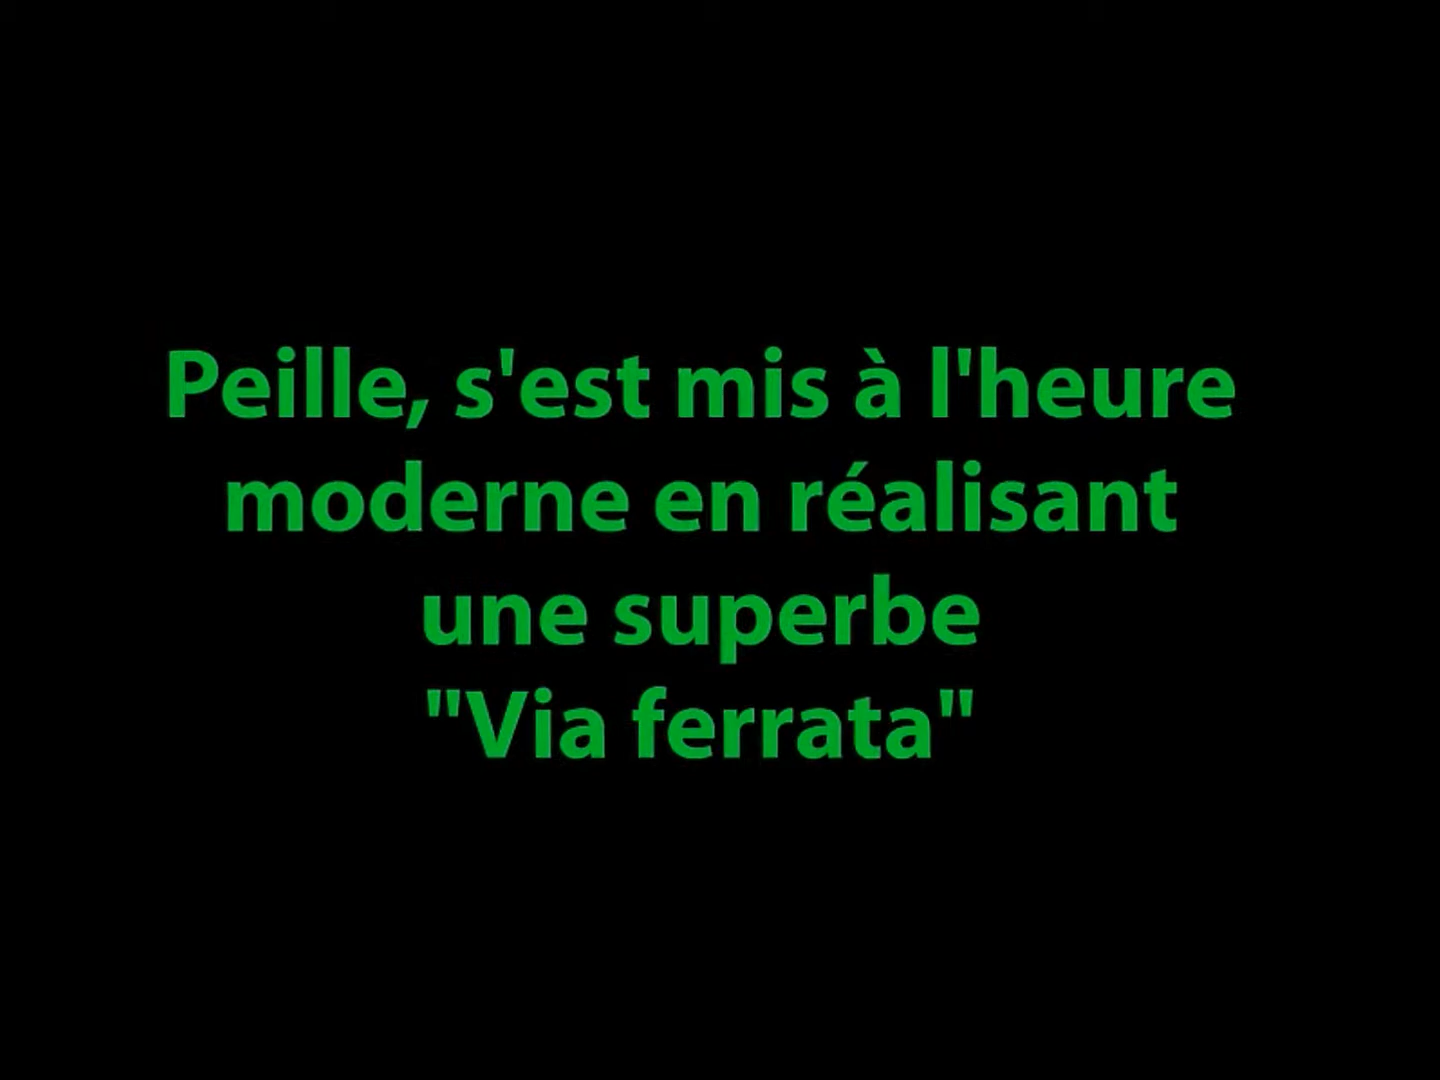 Peille, s'est mis à l'heure
moderne en réalisant
une superbe
"Via ferrata"